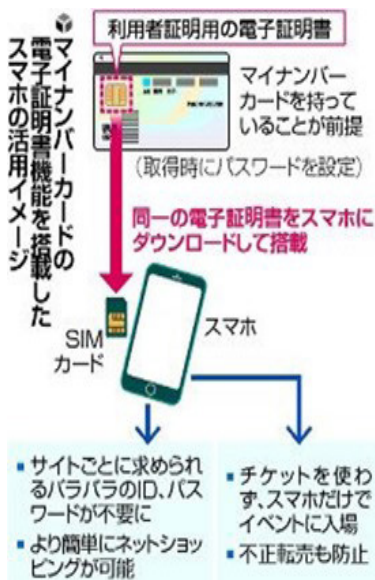 マイナンバーカードの
電子証明書機能を搭載した
スマホの活用イメージ
利用者証明用の電子証明書
マイナンバー
カードを持って
いることが前提
(取得時にパスワードを設定)
同一の電子証明書をスマホに
ダウンロードして搭載
SIM
カード
スマホ
サイトごとに求められ
るバラバラのID、パス
ワードが不要に
より簡単にネットショッ
ピングが可能
チケットを使わ
ず、スマホだけで
イベントに入場
不正転売も防止